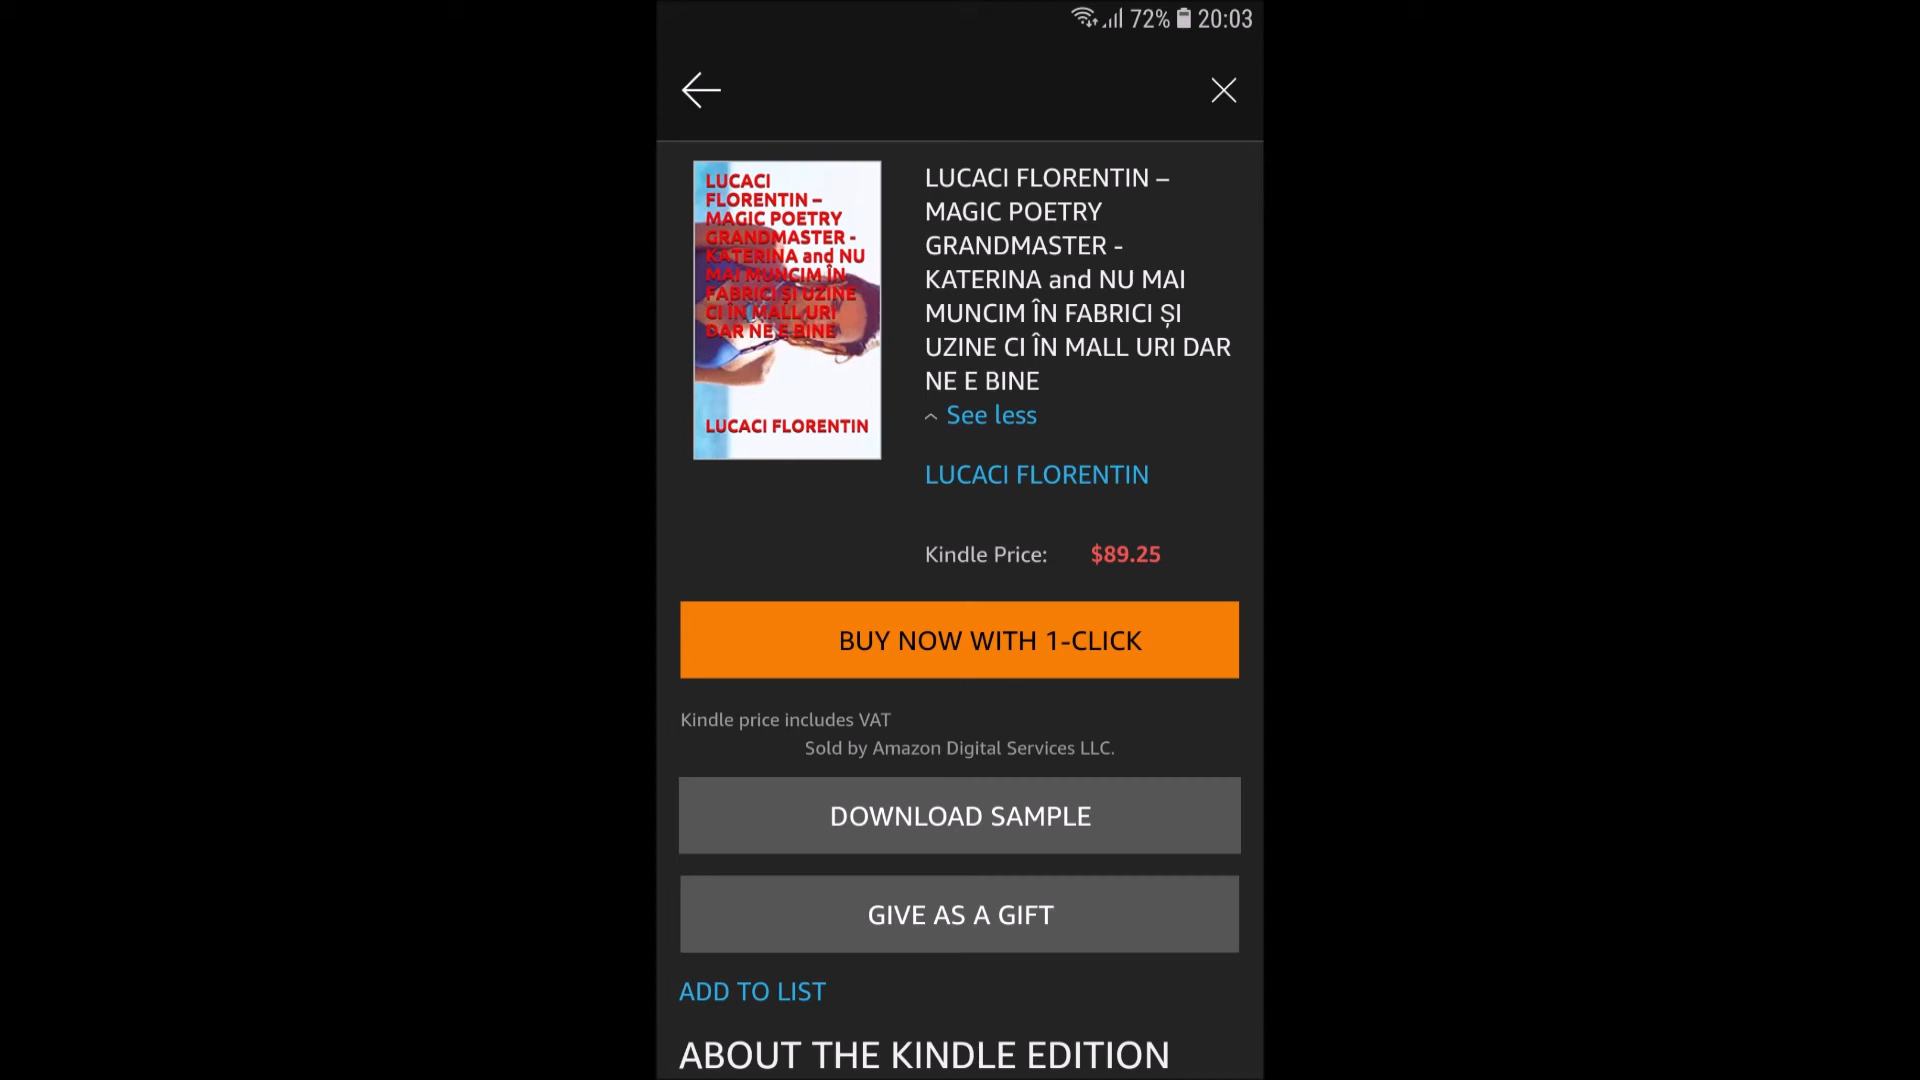 72% 20:03
LUCACI
FLORENTIN –
MAGIC POETRY
GRANDMASTER -
KATERINA and NU
MAI MUNCIM ÎN
FABRICI ȘI UZINE
CI ÎN MALL URI
DAR NE E BINE
LUCACI FLORENTIN
LUCACI FLORENTIN –
MAGIC POETRY
GRANDMASTER -
KATERINA and NU MAI
MUNCIM ÎN FABRICI ȘI
UZINE CI ÎN MALL URI DAR
NE E BINE
See less
LUCACI FLORENTIN
Kindle Price: $89.25
BUY NOW WITH 1-CLICK
Kindle price includes VAT
Sold by Amazon Digital Services LLC.
DOWNLOAD SAMPLE
GIVE AS A GIFT
ADD TO LIST
ABOUT THE KINDLE EDITION